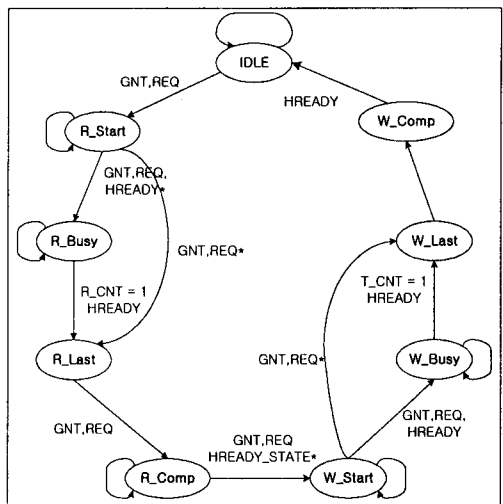 IDLE
GNT,REQ
HREADY
R_Start
W_Comp
GNT,REQ,
HREADY*
R_Busy
W_Last
GNT,REQ*
R_CNT = 1
HREADY
T_CNT = 1
HREADY
R_Last
GNT,REQ*
W_Busy
GNT,REQ
GNT,REQ,
HREADY
GNT,REQ
HREADY_STATE*
R_Comp
W_Start